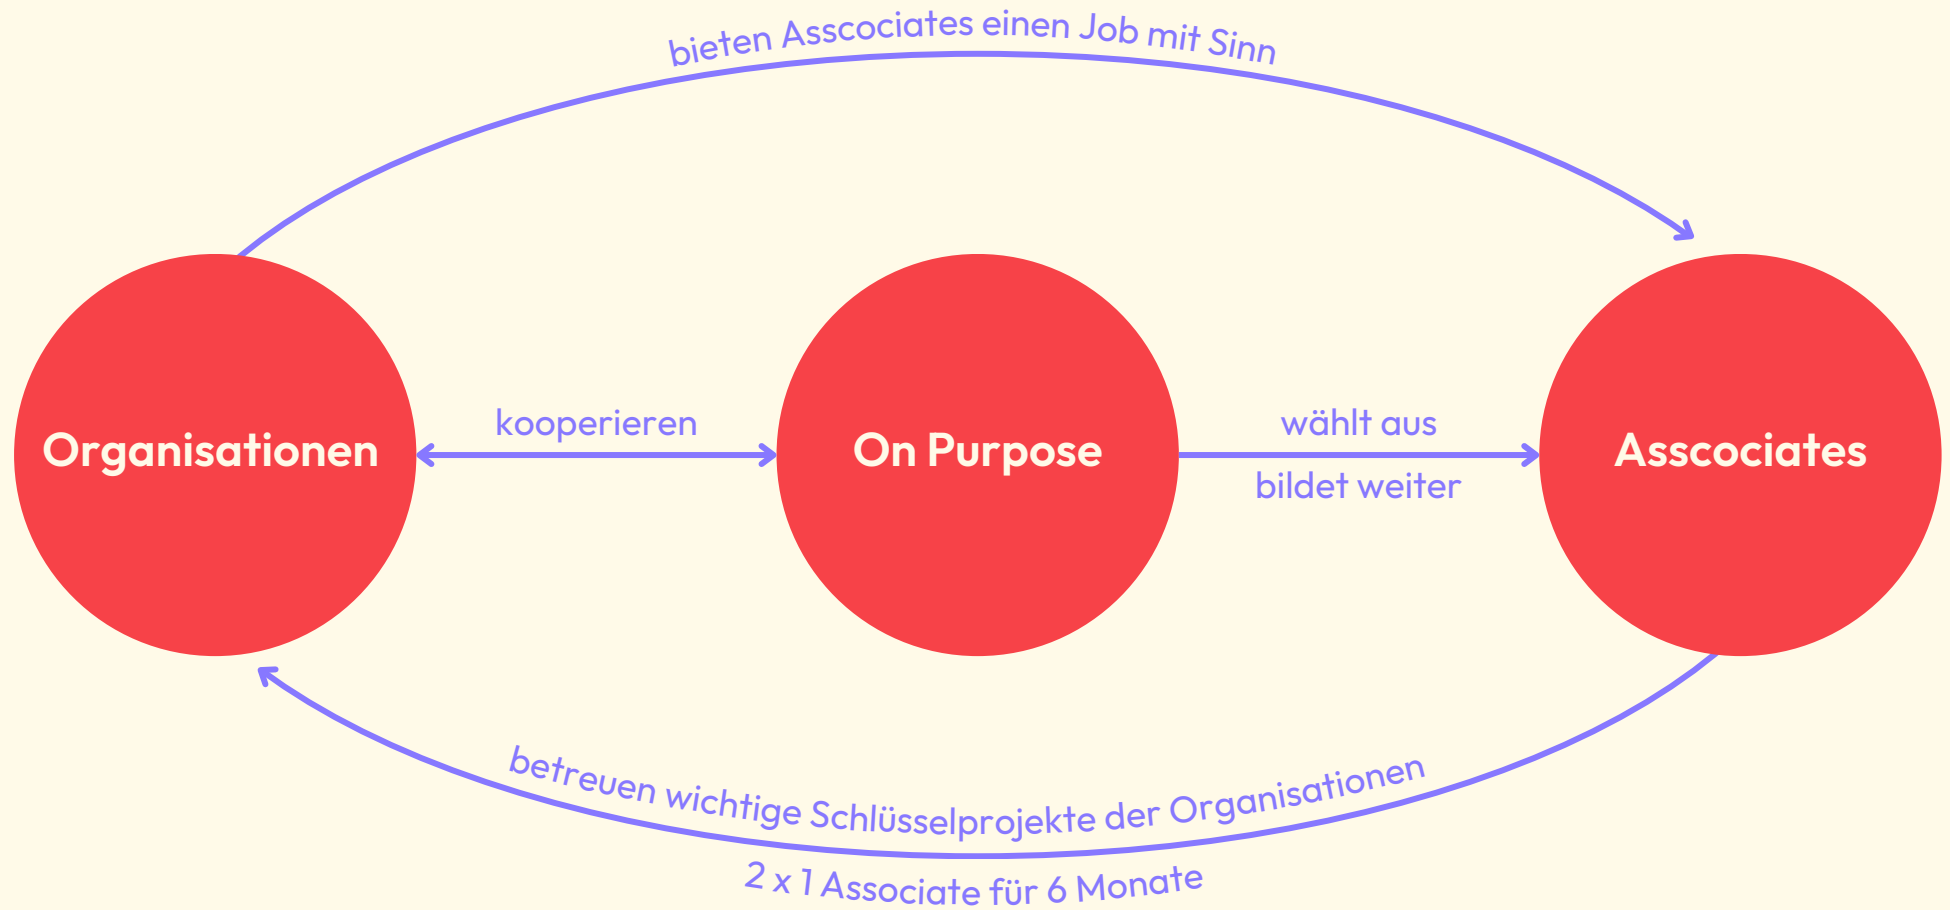 bieten Asscociates einen Job mit Sinn
Organisationen
kooperieren
On Purpose
wählt aus
bildet weiter
Asscociates
betreuen wichtige Schlüsselprojekte der Organisationen
2 x 1 Associate für 6 Monate